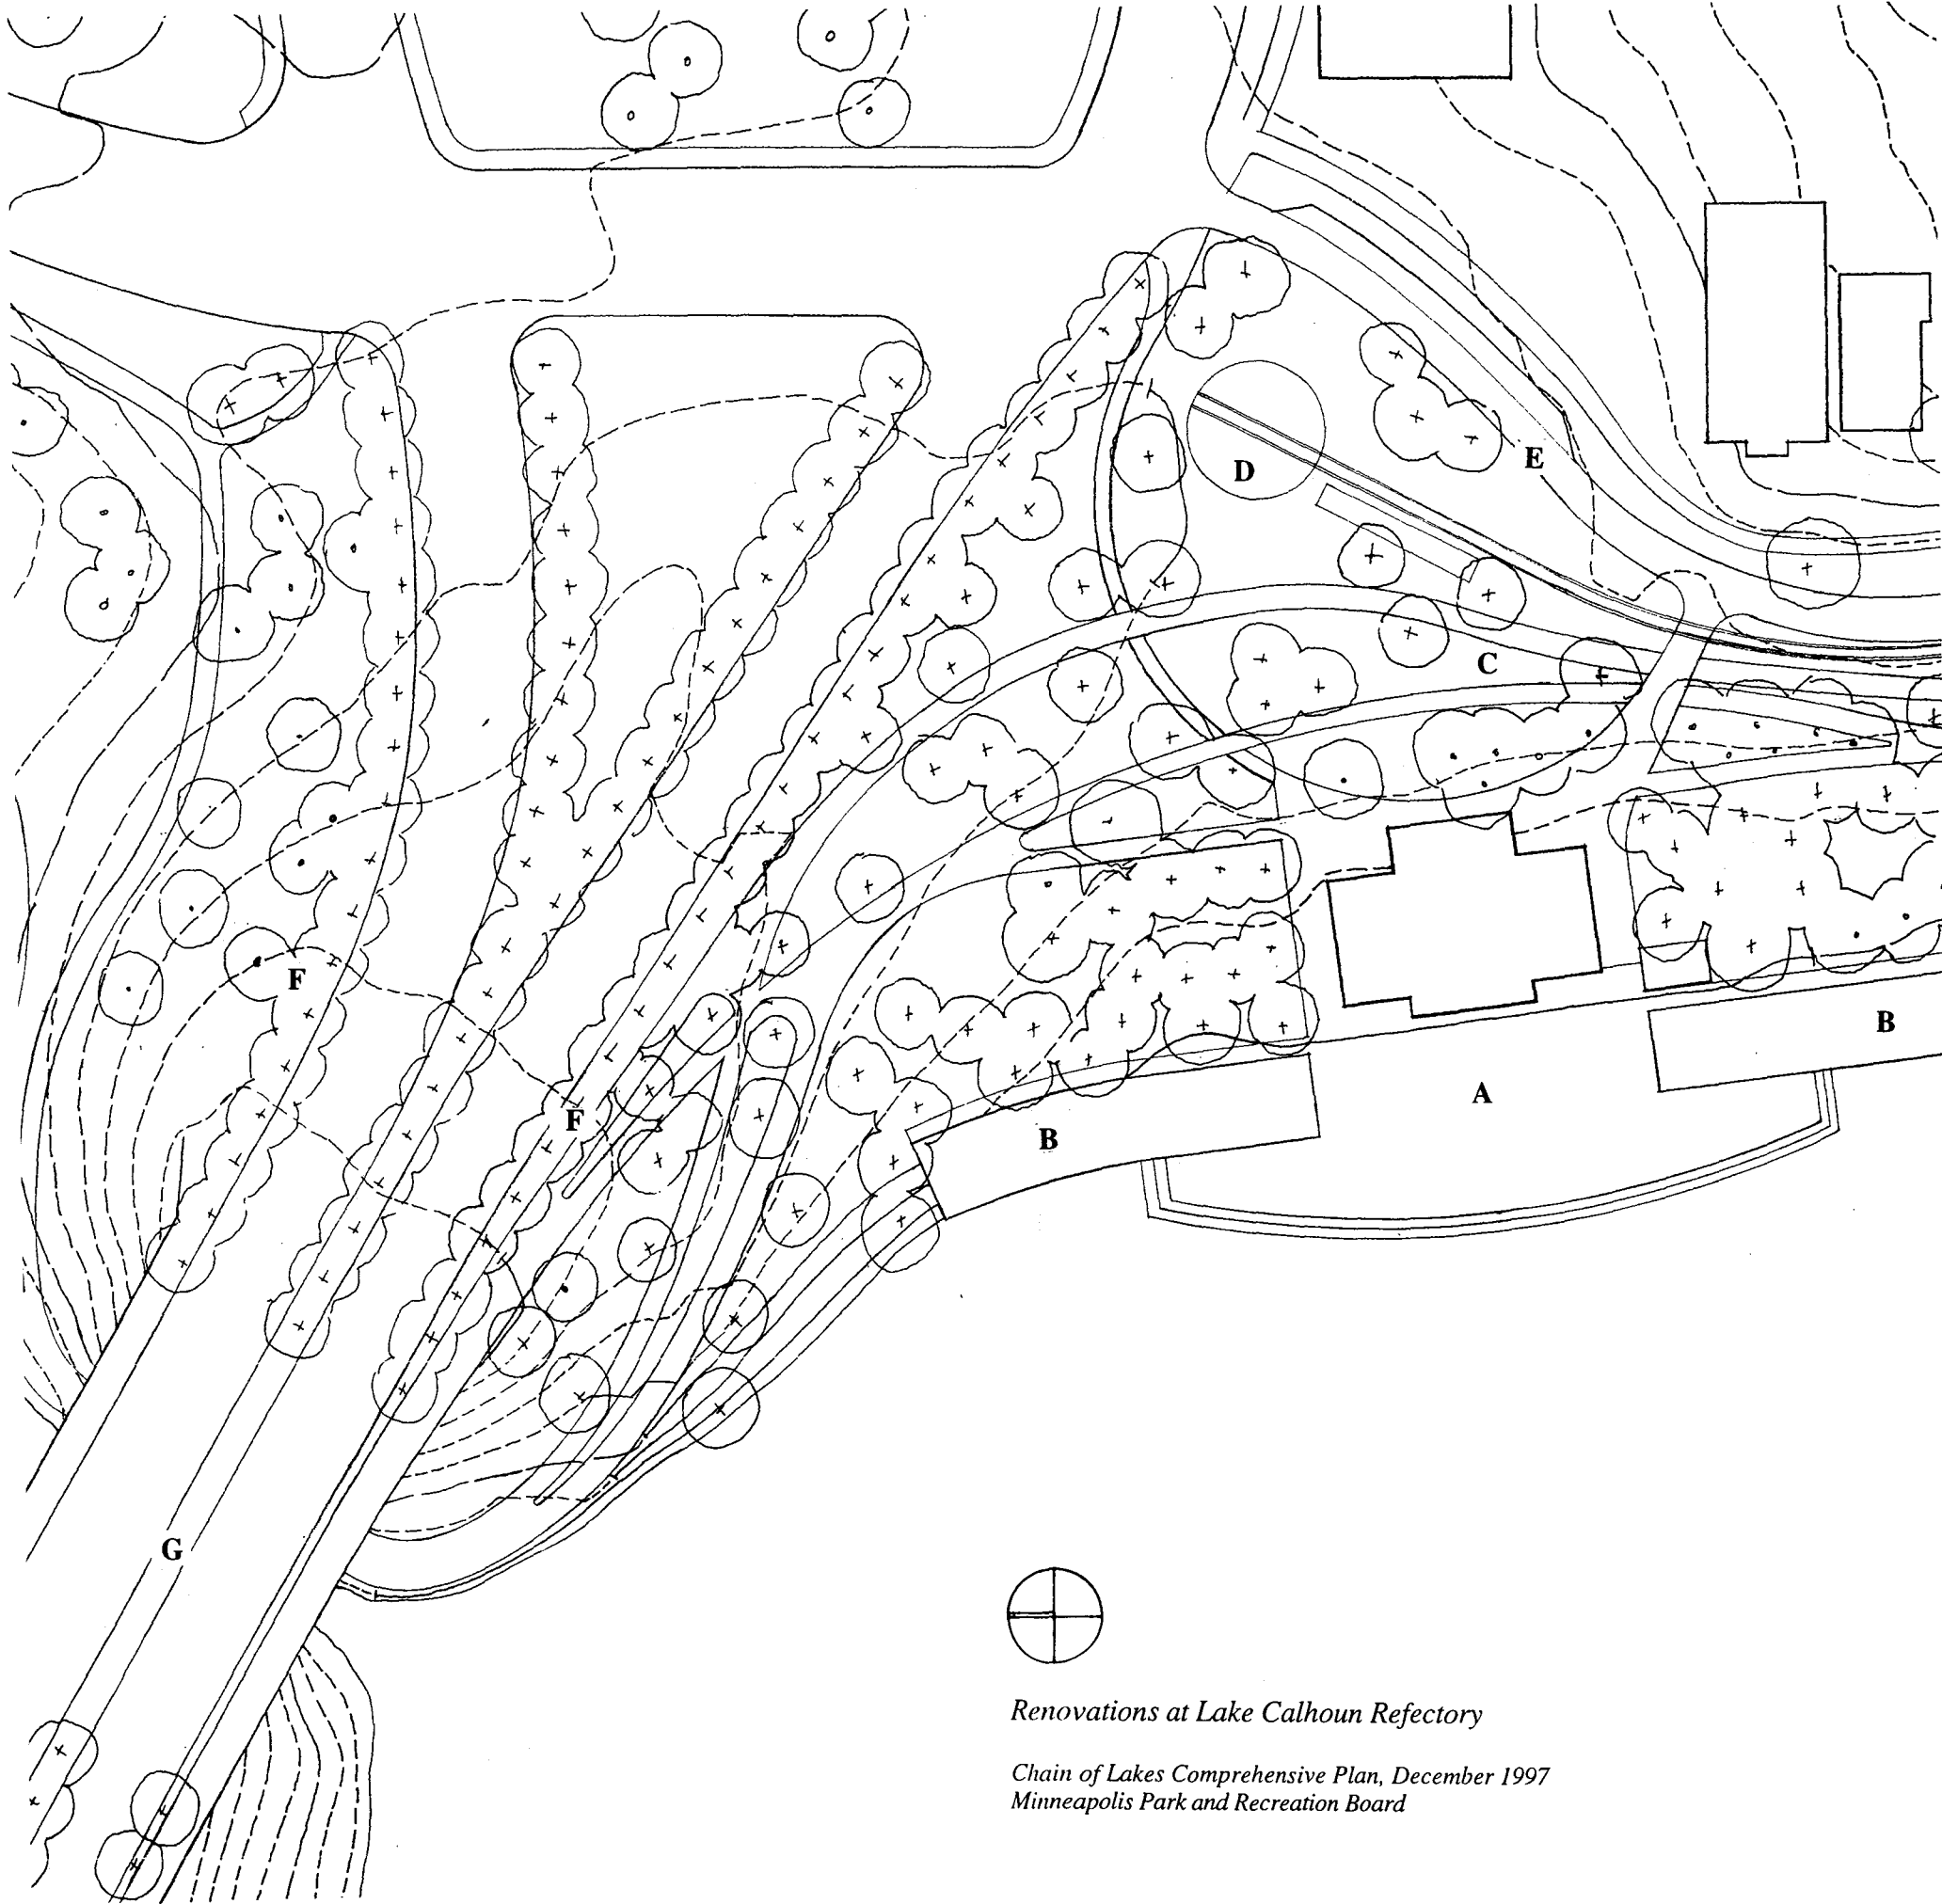 D
E
C
F
B
A
F
B
G
Renovations at Lake Calhoun Refectory
Chain of Lakes Comprehensive Plan, December 1997
Minneapolis Park and Recreation Board